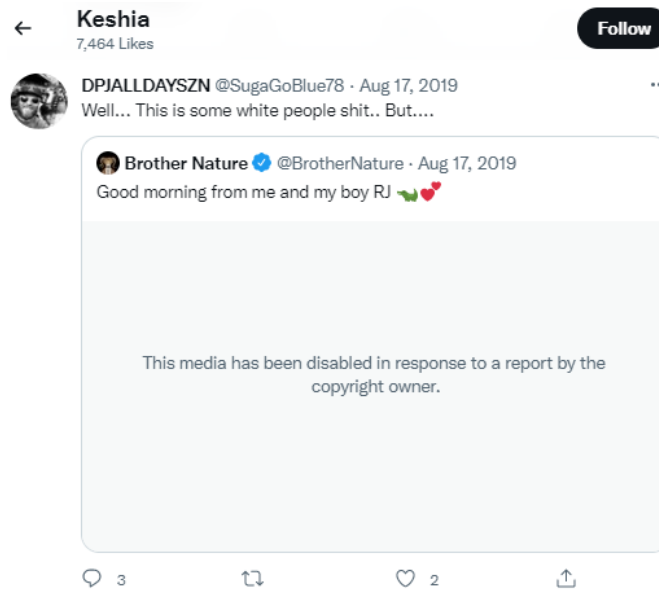 Keshia
7,464 Likes
Follow
DPJALLDAYSZN @SugaGoBlue78 · Aug 17, 2019
Well... This is some white people shit.. But....
Brother Nature @BrotherNature · Aug 17, 2019
Good morning from me and my boy RJ 🐊💕
This media has been disabled in response to a report by the
copyright owner.
3
2